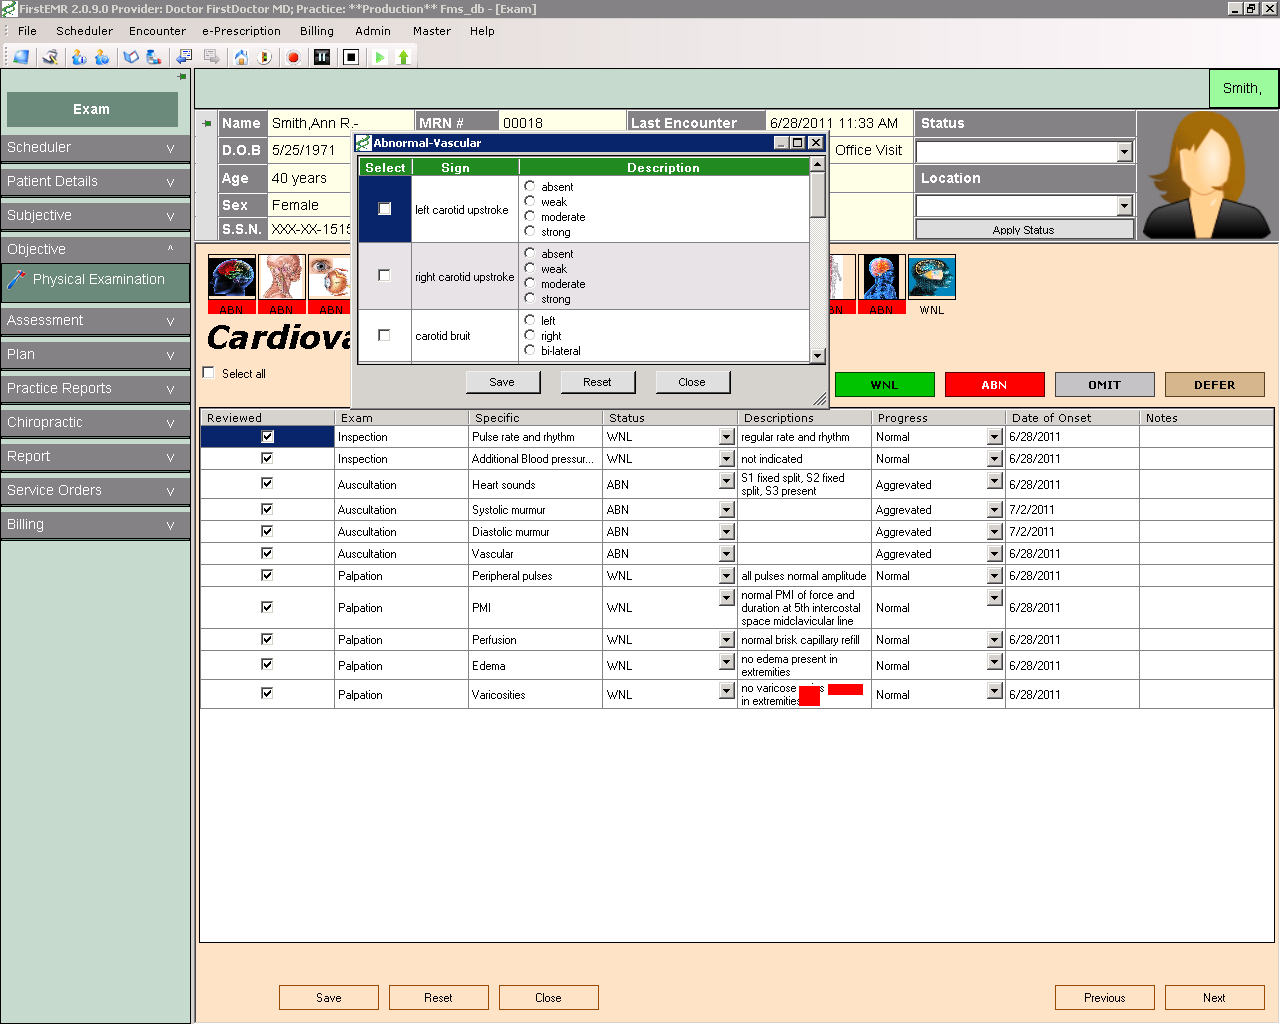 FirstEMR 2.0.9.0 Provider: Doctor FirstDoctor MD; Practice: **Production** Fms_db - [Exam]
File Scheduler Encounter e-Prescription Billing Admin Master Help
Smith,
Exam
Scheduler
Patient Details
Subjective
Objective
Physical Examination
Assessment
Plan
Practice Reports
Chiropractic
Report
Service Orders
Billing
Name Smith,Ann R.- MRN # 00018 Last Encounter 6/28/2011 11:33 AM Status
D.O.B 5/25/1971 Office Visit
Age 40 years Location
Sex Female
S.S.N. XXX-XX-1515 Apply Status
Abnormal-Vascular
Select Sign Description
left carotid upstroke
absent
weak
moderate
strong
right carotid upstroke
absent
weak
moderate
strong
carotid bruit
left
right
bi-lateral
Save Reset Close
ABN ABN ABN ABN ABN WNL
Select all
WNL ABN OMIT DEFER
Reviewed Exam Specific Status Descriptions Progress Date of Onset Notes
Inspection Pulse rate and rhythm WNL regular rate and rhythm Normal 6/28/2011
Inspection Additional Blood pressur... WNL not indicated Normal 6/28/2011
Auscultation Heart sounds ABN S1 fixed split, S2 fixed split, S3 present Aggrevated 6/28/2011
Auscultation Systolic murmur ABN Aggrevated 7/2/2011
Auscultation Diastolic murmur ABN Aggrevated 7/2/2011
Auscultation Vascular ABN Aggrevated 6/28/2011
Palpation Peripheral pulses WNL all pulses normal amplitude Normal 6/28/2011
Palpation PMI WNL normal PMI of force and duration at 5th intercostal space midclavicular line Normal 6/28/2011
Palpation Perfusion WNL normal brisk capillary refill Normal 6/28/2011
Palpation Edema WNL no edema present in extremities Normal 6/28/2011
Palpation Varicosities WNL no varicose in extremities Normal 6/28/2011
Save Reset Close Previous Next